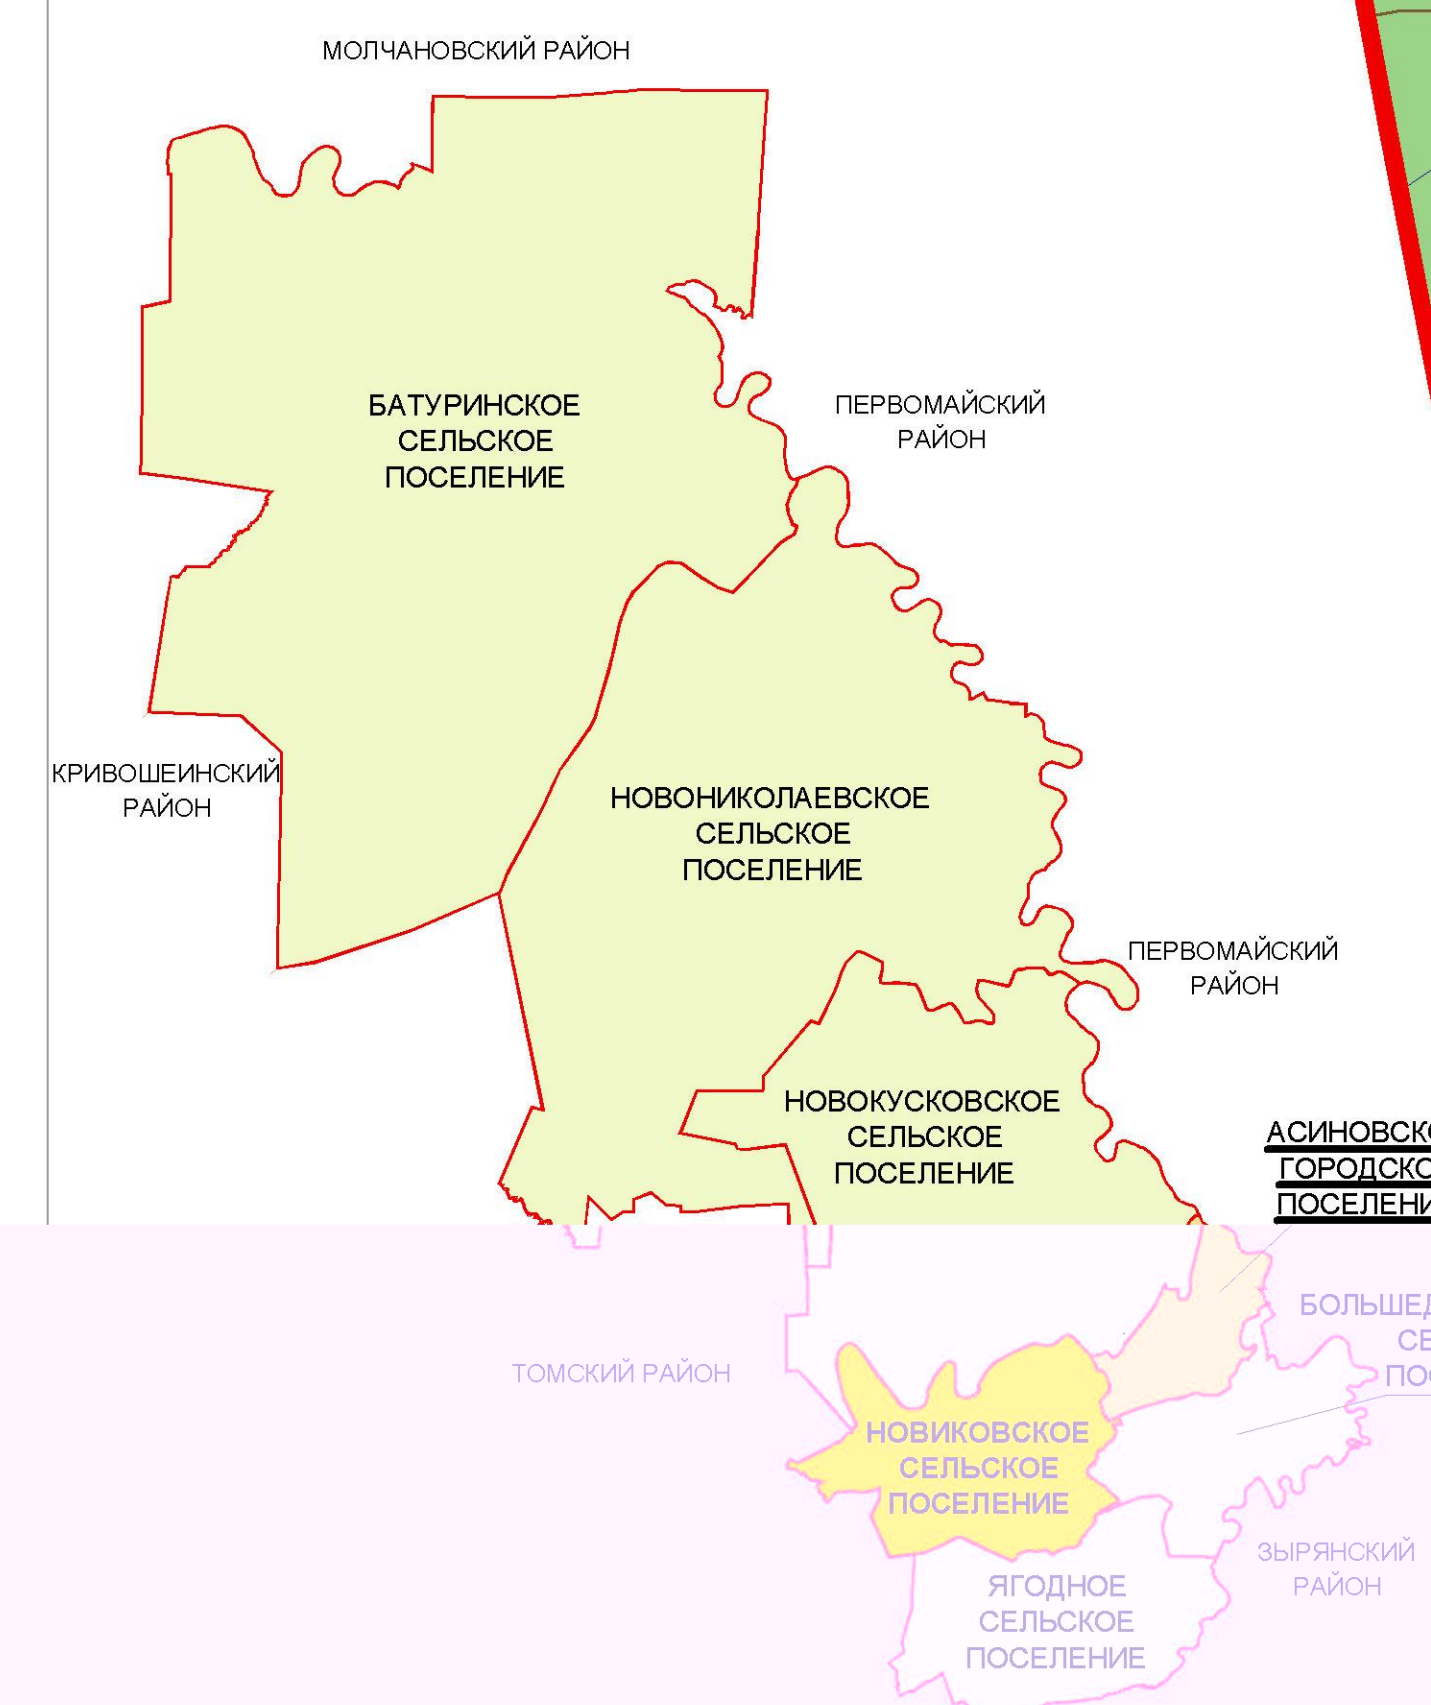 МОЛЧАНОВСКИЙ РАЙОН
БАТУРИНСКОЕ
СЕЛЬСКОЕ
ПОСЕЛЕНИЕ
ПЕРВОМАЙСКИЙ
РАЙОН
КРИВОШЕИНСКИЙ
РАЙОН
НОВОНИКОЛАЕВСКОЕ
СЕЛЬСКОЕ
ПОСЕЛЕНИЕ
ПЕРВОМАЙСКИЙ
РАЙОН
НОВОКУСКОВСКОЕ
СЕЛЬСКОЕ
ПОСЕЛЕНИЕ
ТОМСКИЙ РАЙОН
НОВИКОВСКОЕ
СЕЛЬСКОЕ
ПОСЕЛЕНИЕ
ЗЫРЯНСКИЙ
РАЙОН
ЯГОДНОЕ
СЕЛЬСКОЕ
ПОСЕЛЕНИЕ